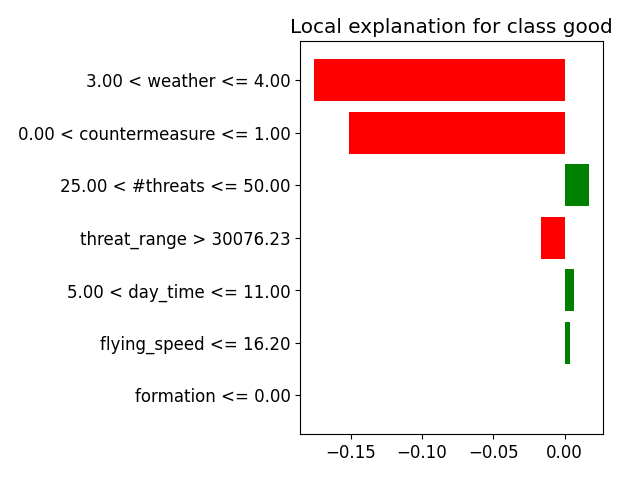 Local explanation for class good
3.00 < weather <= 4.00
0.00 < countermeasure <= 1.00
25.00 < #threats <= 50.00
threat_range > 30076.23
5.00 < day_time <= 11.00
flying_speed <= 16.20
formation <= 0.00
−0.15 −0.10 −0.05 0.00